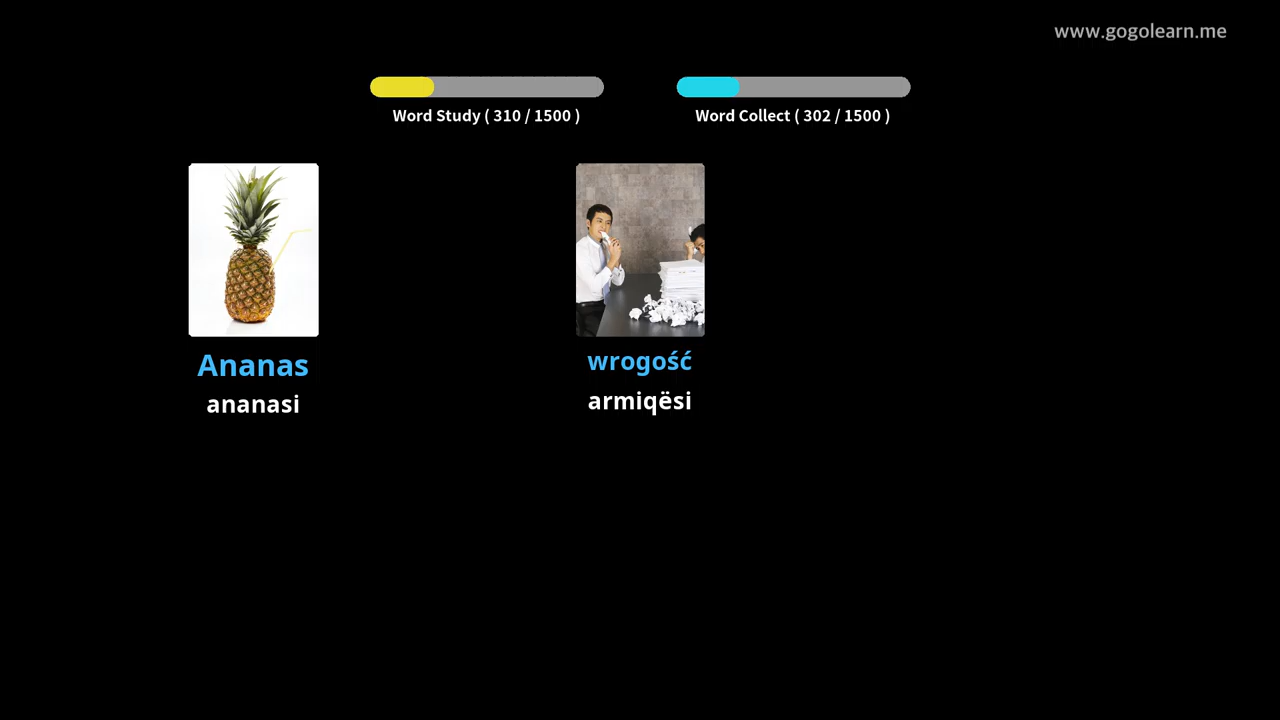 www.gogolearn.me
Word Study ( 310 / 1500 )
Word Collect ( 302 / 1500 )
Ananas
ananasi
wrogość
armiqësi